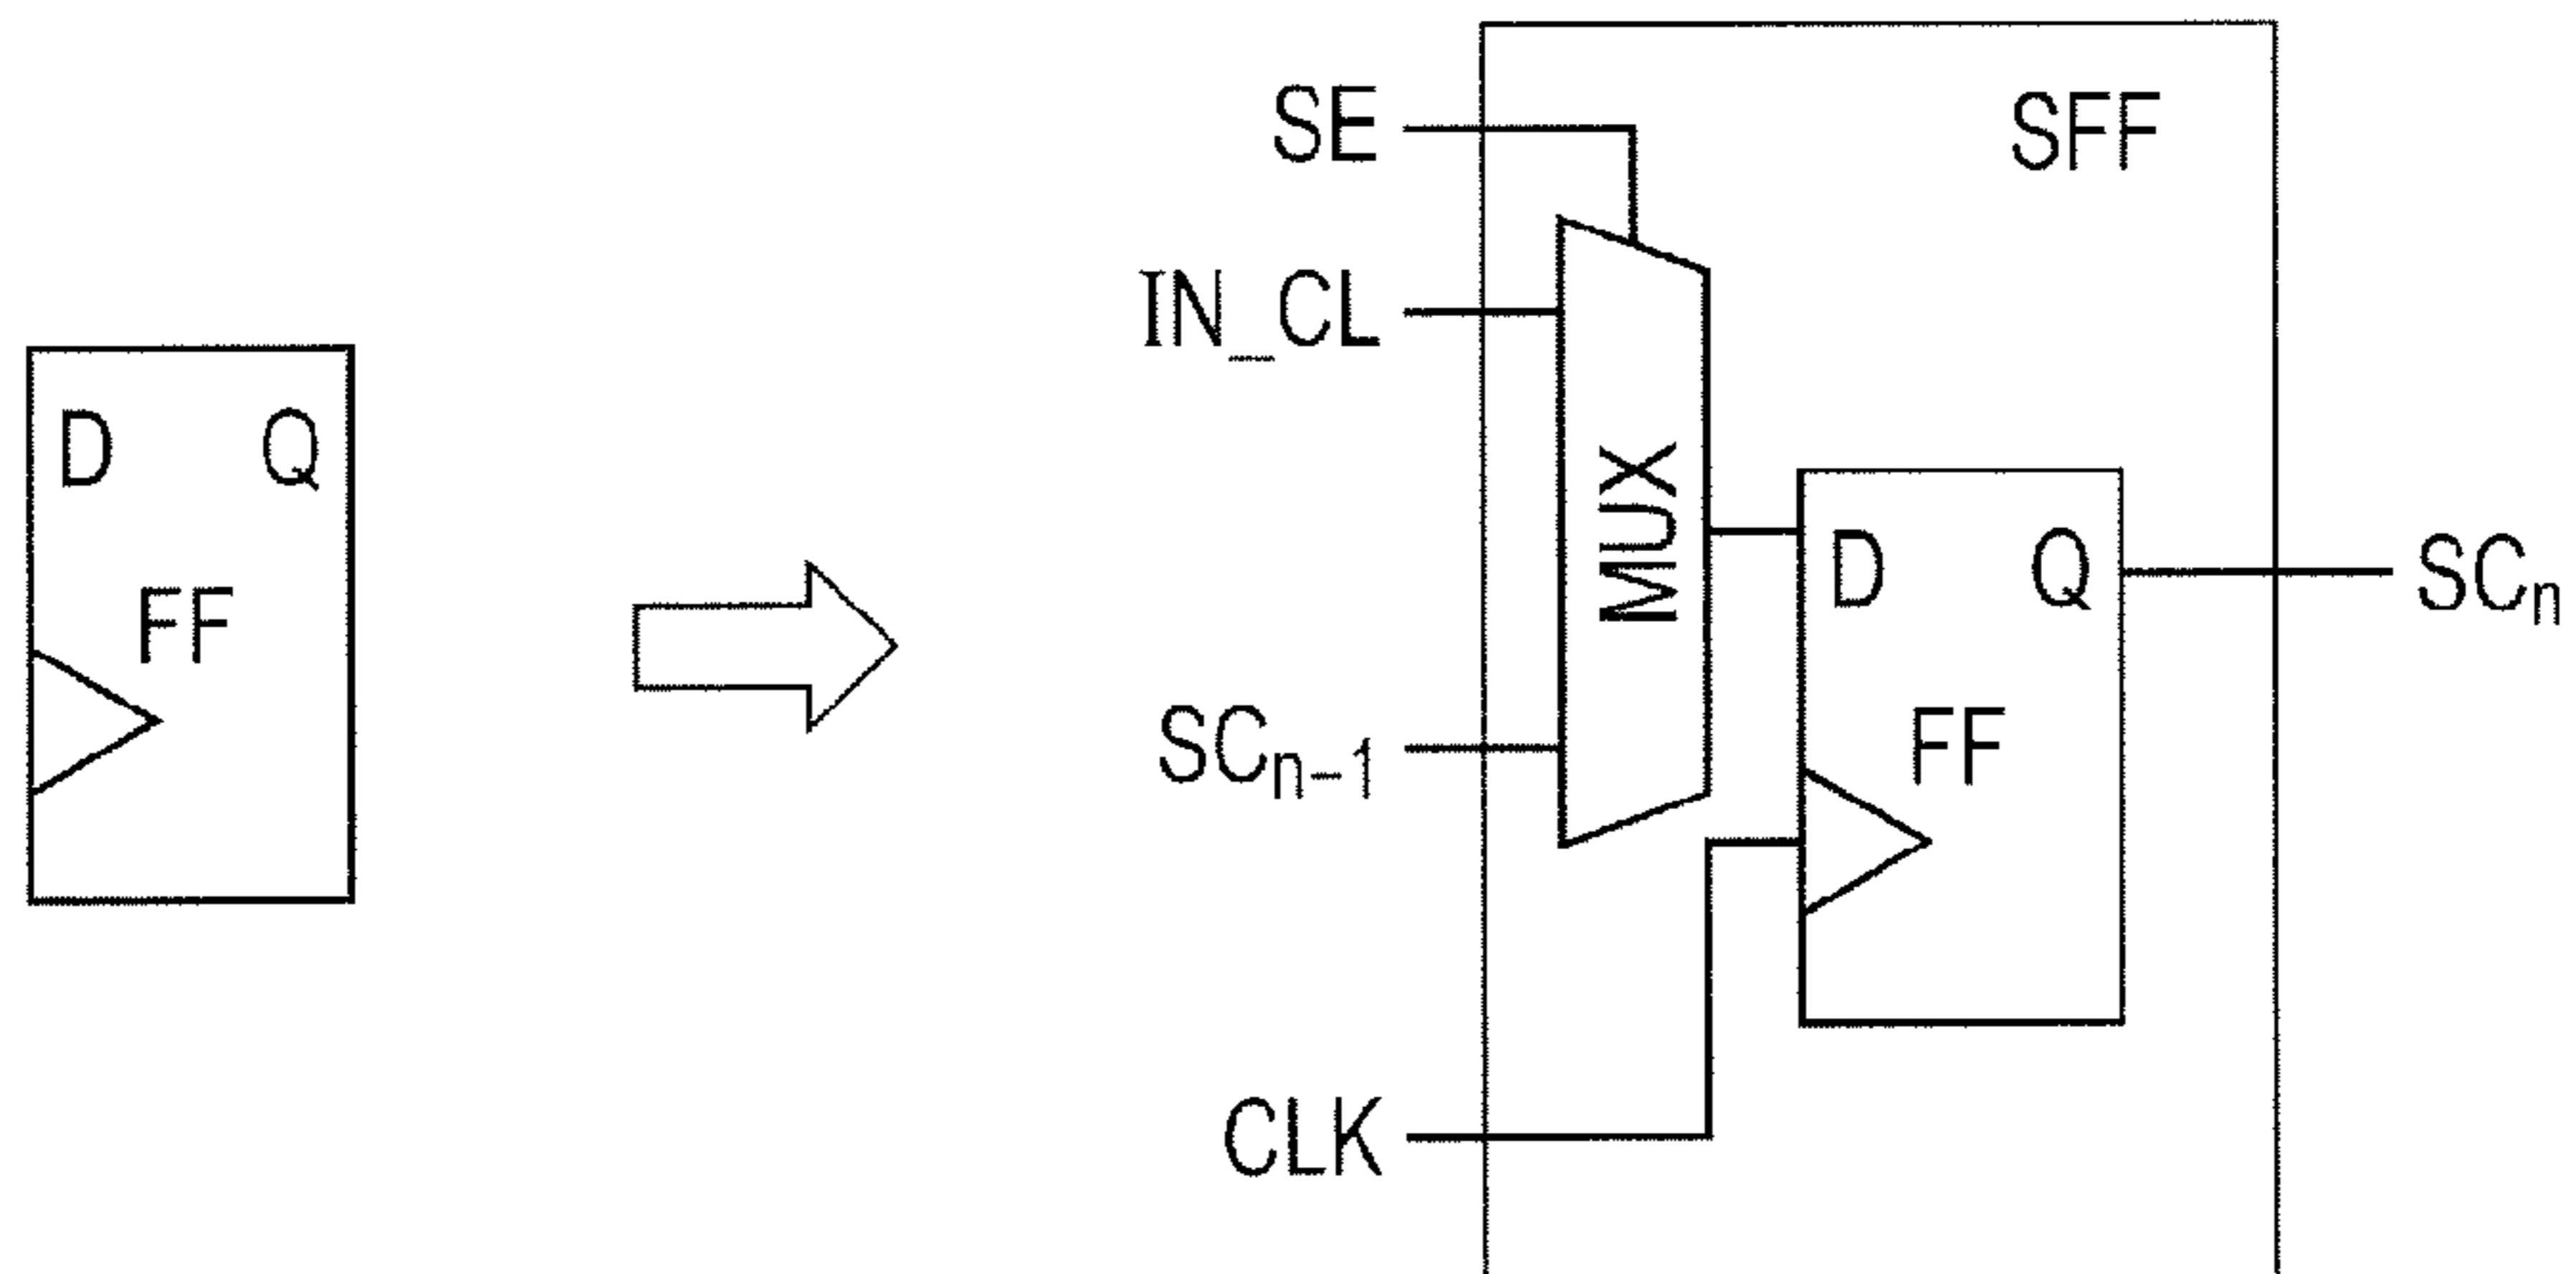 D Q
FF
SE
SFF
IN_CL
MUX
D Q
SCn
FF
SCn-1
CLK